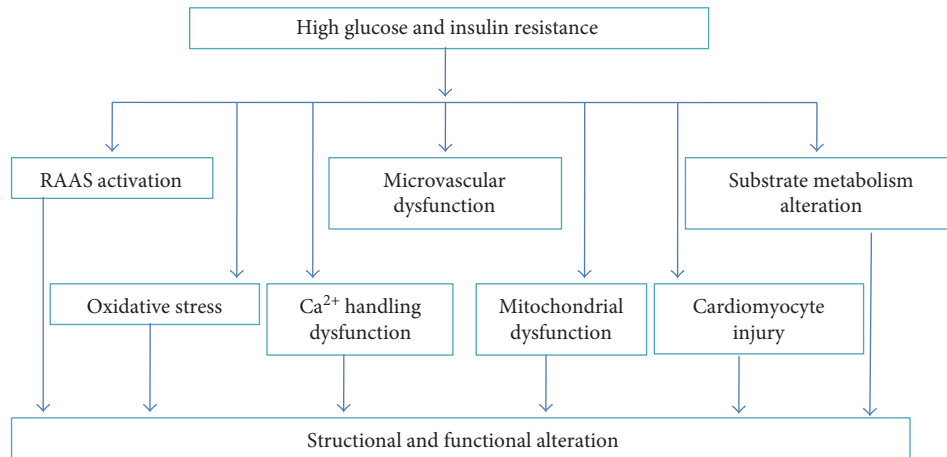 High glucose and insulin resistance
RAAS activation
Microvascular
dysfunction
Substrate metabolism
alteration
Oxidative stress
Ca²⁺ handling
dysfunction
Mitochondrial
dysfunction
Cardiomyocyte
injury
Structional and functional alteration